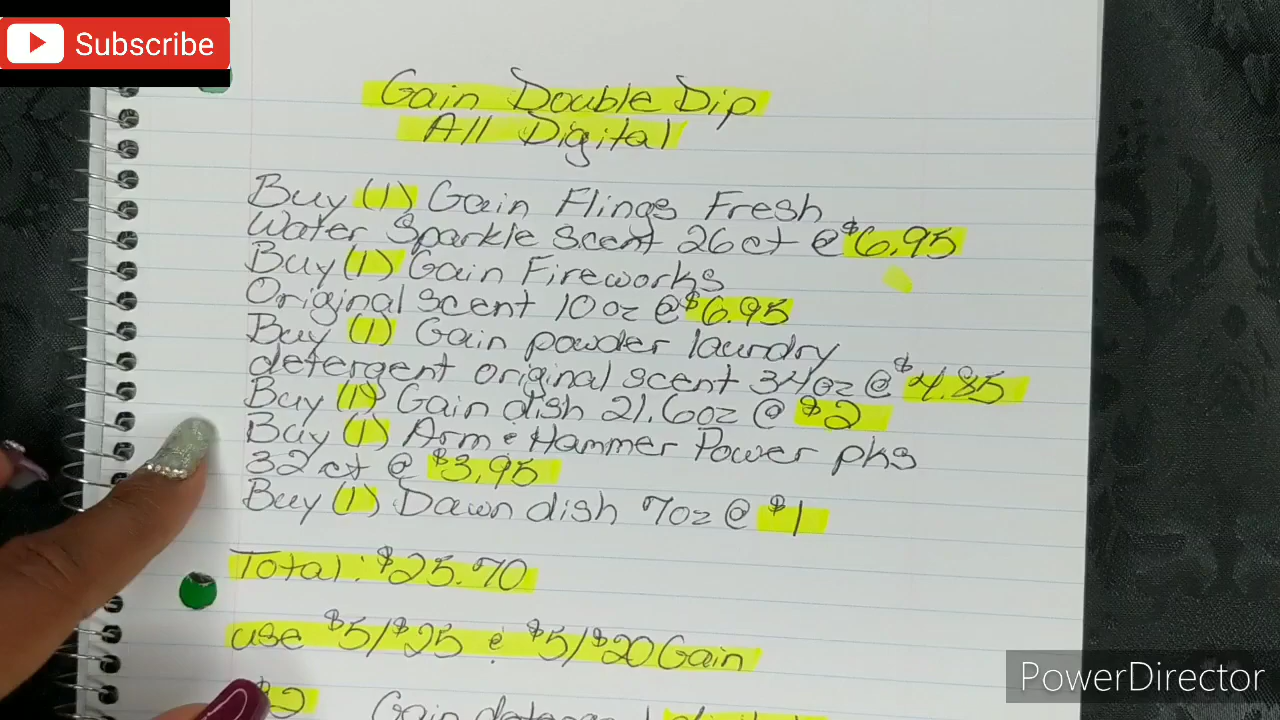 Subscribe
Gain Double Dip
All Digital
Buy (1) Gain Flings Fresh
Water Sparkle Scent 26ct @ $6.95
Buy (1) Gain Fireworks
Original Scent 10oz @ $6.95
Buy (1) Gain powder laundry
detergent original scent 34oz @ $4.85
Buy (1) Gain dish 21.6oz @ $2
Buy (1) Arm & Hammer Power pks
32ct @ $3.95
Buy (1) Dawn dish 7oz @ $1
Total: $25.70
use $5/$25 & $5/$20 Gain
$2 Gain
PowerDirector